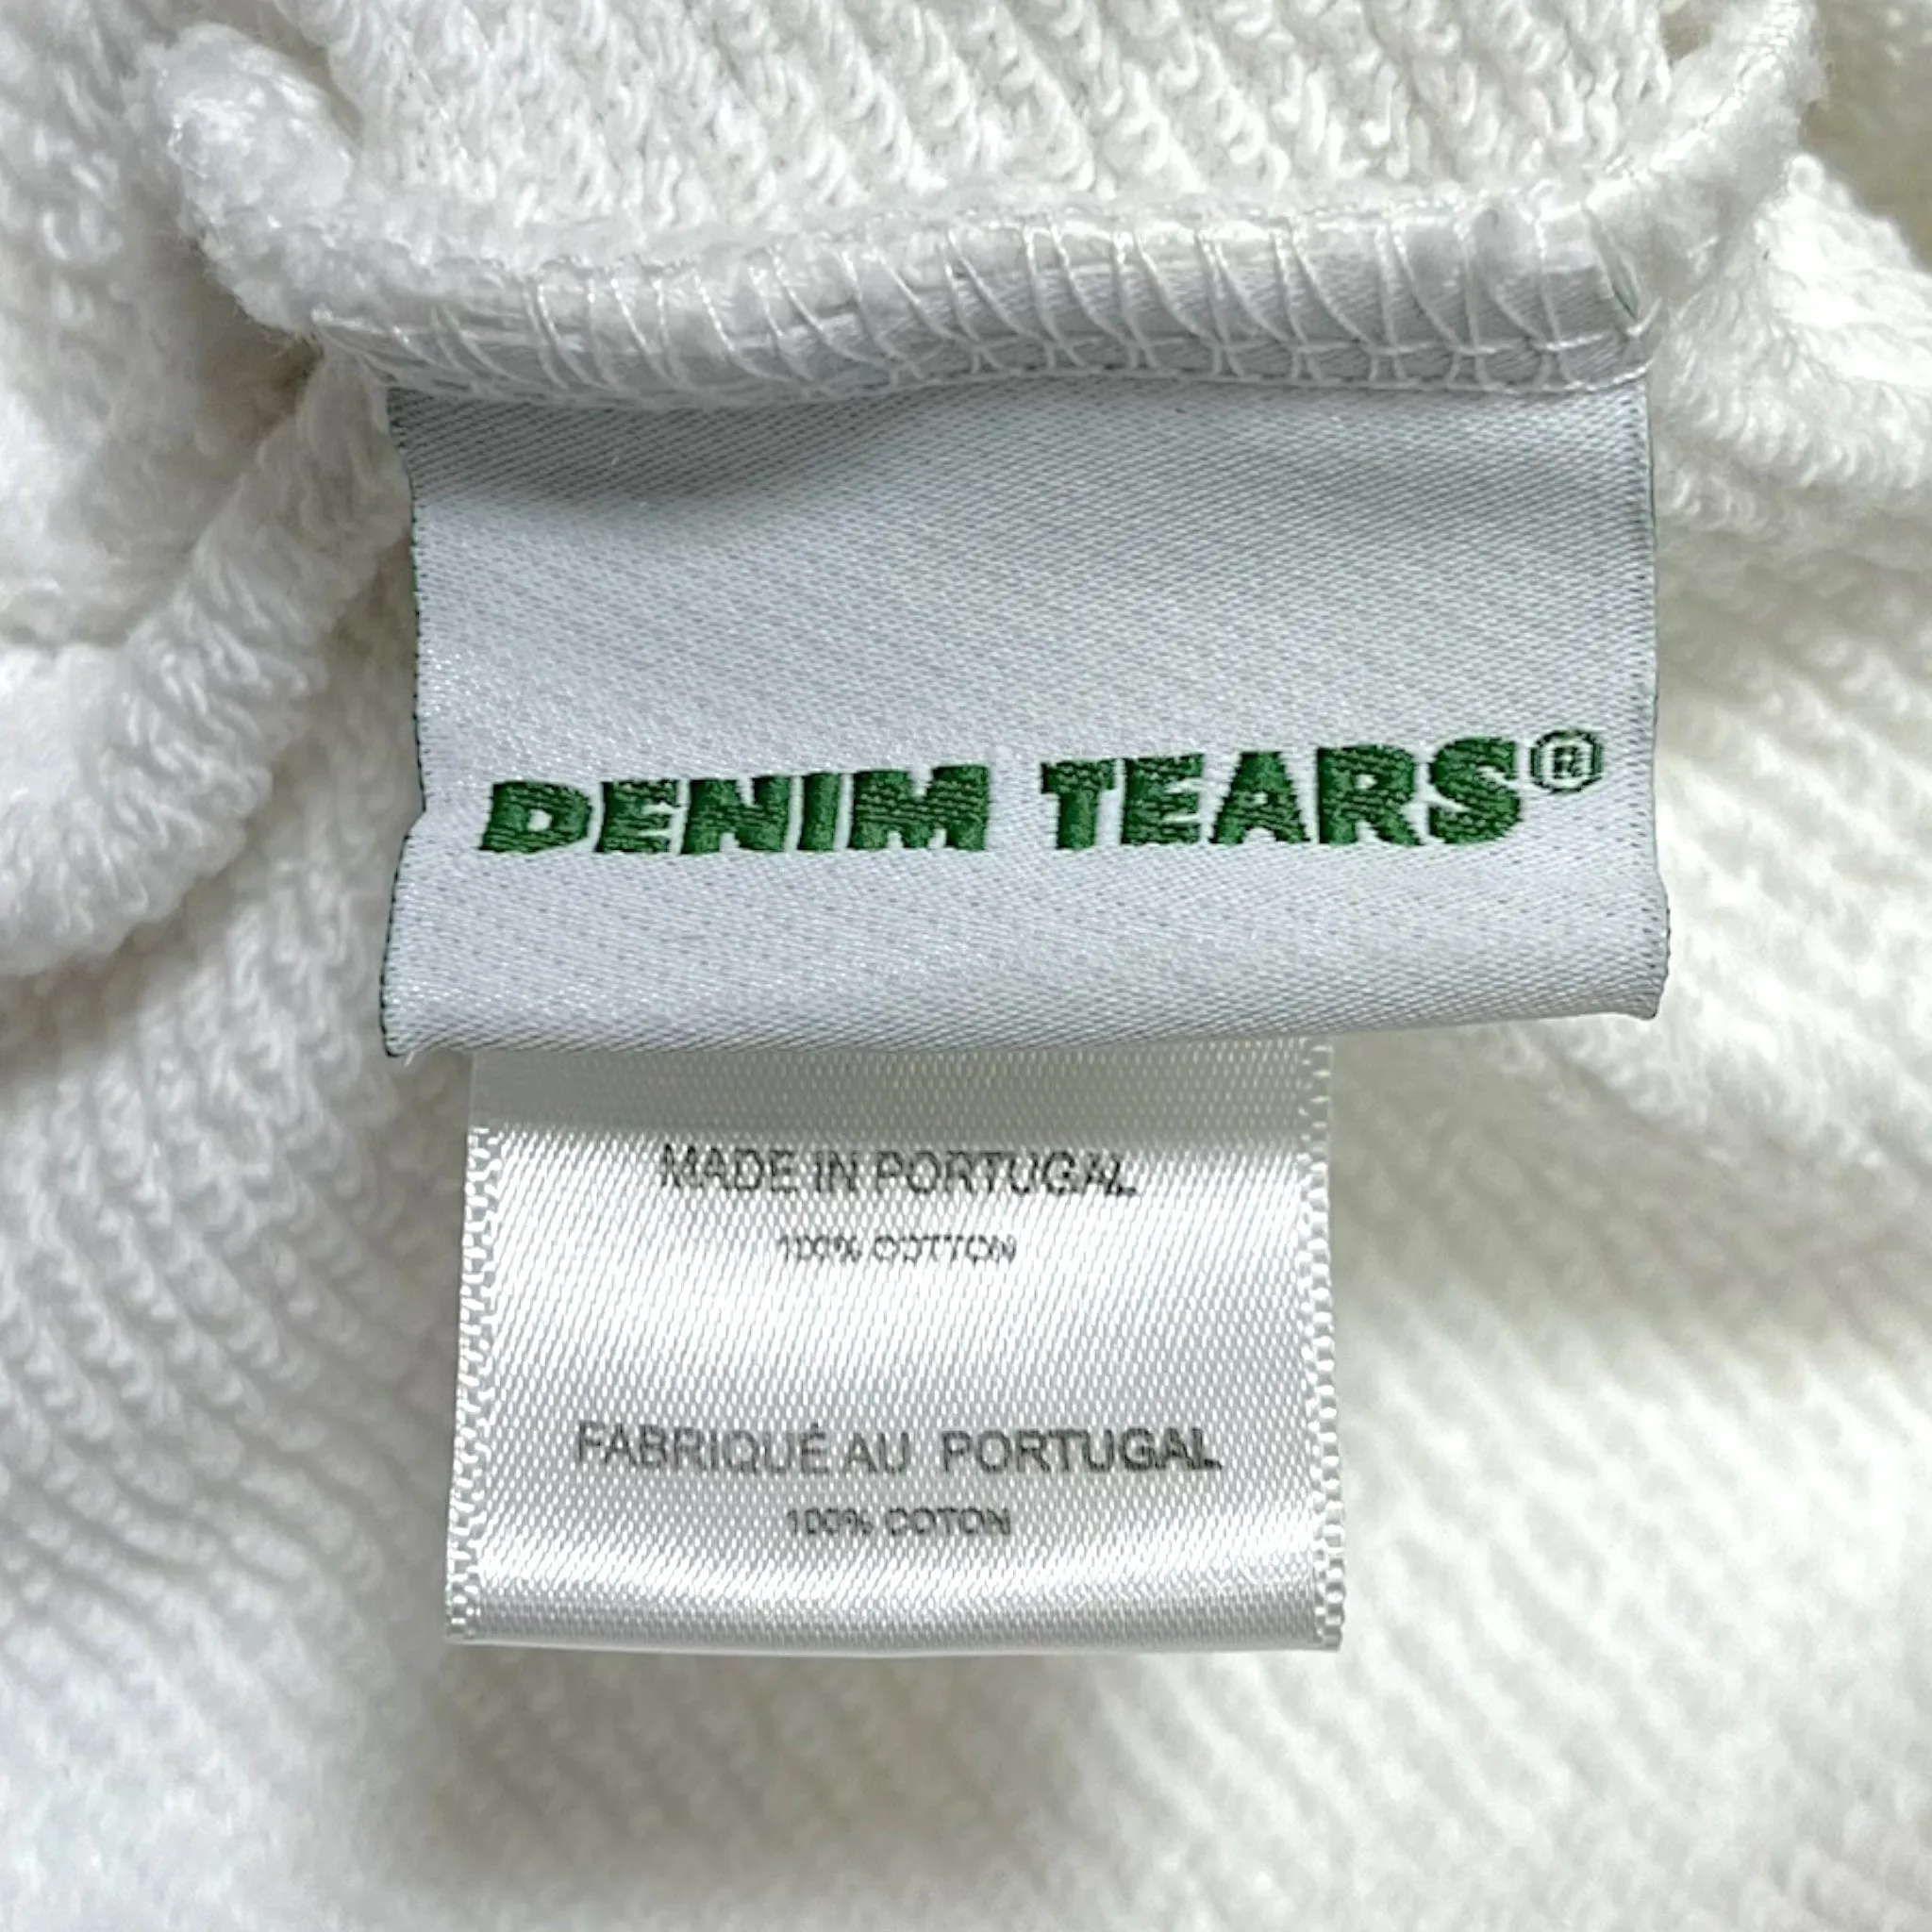 DENIM TEARS®
MADE IN PORTUGAL
100% COTTON
FABRIQUÉ AU PORTUGAL
100% COTON